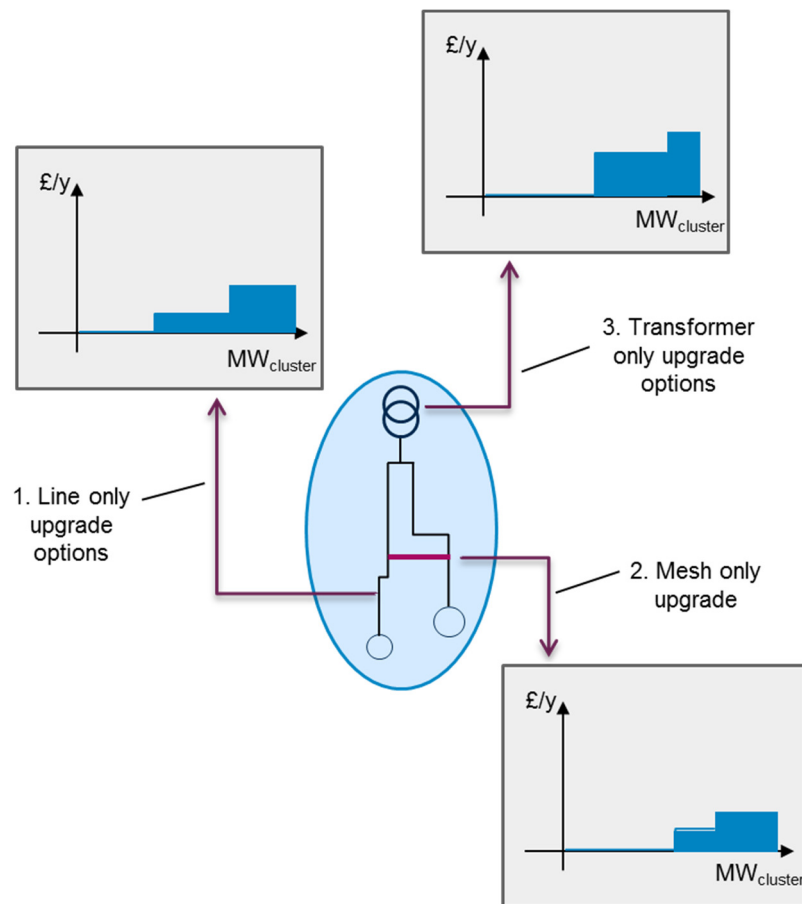 £/y
MWcluster
£/y
MWcluster
3. Transformer
only upgrade
options
1. Line only
upgrade
options
2. Mesh only
upgrade
£/y
MWcluster